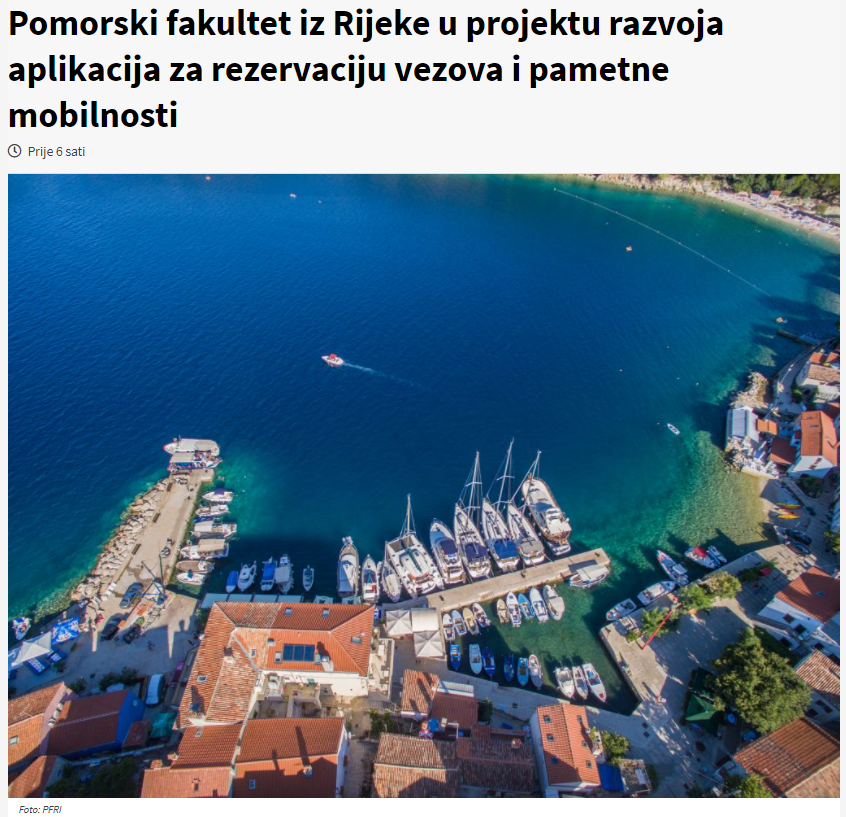 Pomorski fakultet iz Rijeke u projektu razvoja
aplikacija za rezervaciju vezova i pametne
mobilnosti
Prije 6 sati
Foto: PFRI